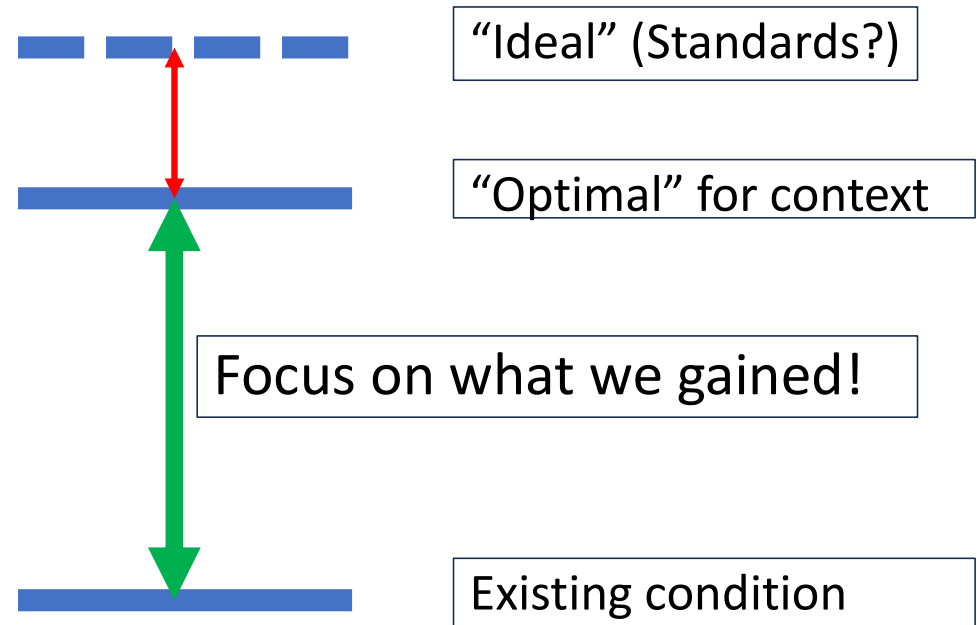 “Ideal” (Standards?)
“Optimal” for context
Focus on what we gained!
Existing condition